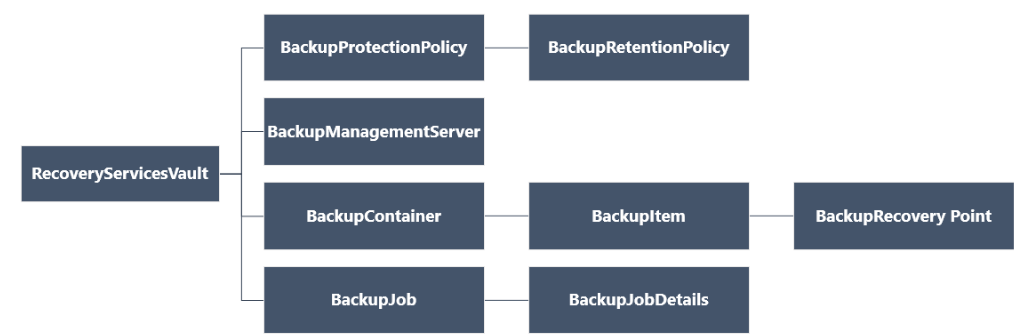 BackupProtectionPolicy
BackupRetentionPolicy
BackupManagementServer
RecoveryServicesVault
BackupContainer
BackupItem
BackupRecovery Point
BackupJob
BackupJobDetails